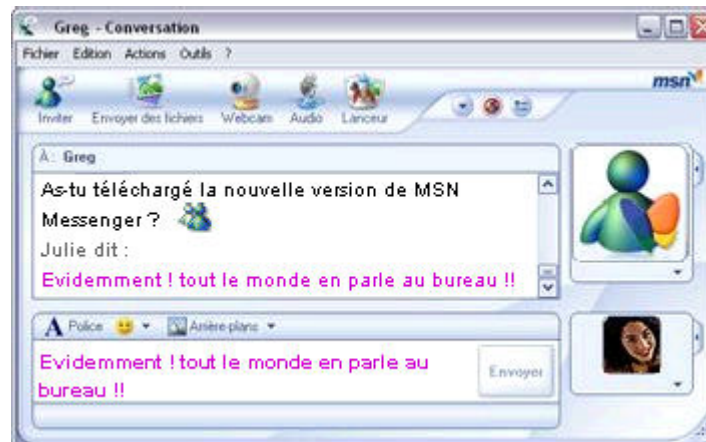 Greg - Conversation
Fichier Edition Actions Outils ?
msn
Inviter Envoyer des fichiers Webcam Audio Lanceur
À : Greg
As-tu téléchargé la nouvelle version de MSN
Messenger ?
Julie dit :
Evidemment ! tout le monde en parle au bureau !!
A Police Arrière-plans
Evidemment ! tout le monde en parle au
bureau !!
Envoyer